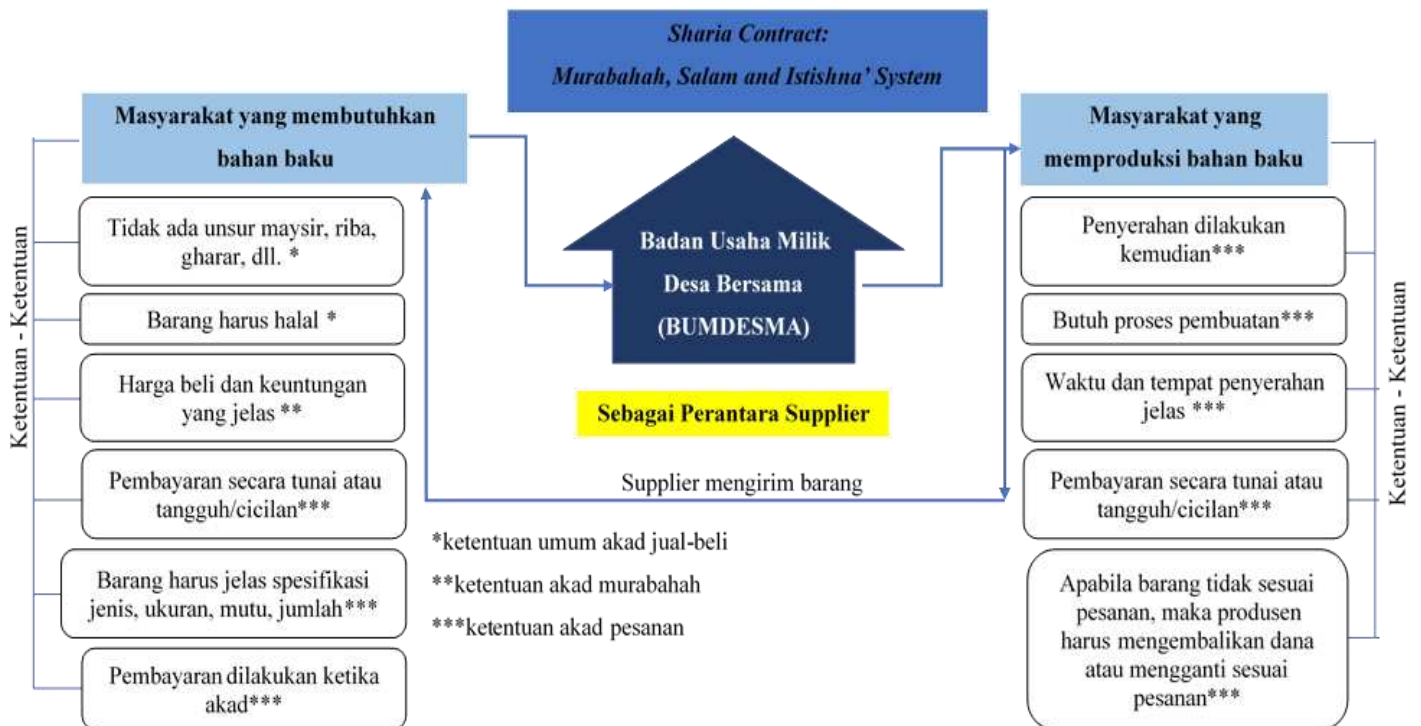 Sharia Contract:
Murabahah, Salam and Istishna’ System
Masyarakat yang membutuhkan
bahan baku
Ketentuan - Ketentuan
Tidak ada unsur maysir, riba,
gharar, dll. *
Barang harus halal *
Harga beli dan keuntungan
yang jelas **
Pembayaran secara tunai atau
tangguh/cicilan***
Barang harus jelas spesifikasi
jenis, ukuran, mutu, jumlah***
Pembayaran dilakukan ketika
akad***
Badan Usaha Milik
Desa Bersama
(BUMDESMA)
Sebagai Perantara Supplier
Supplier mengirim barang
*ketentuan umum akad jual-beli
**ketentuan akad murabahah
***ketentuan akad pesanan
Masyarakat yang
memproduksi bahan baku
Penyerahan dilakukan
kemudian***
Butuh proses pembuatan***
Waktu dan tempat penyerahan
jelas ***
Pembayaran secara tunai atau
tangguh/cicilan***
Apabila barang tidak sesuai
pesanan, maka produsen
harus mengembalikan dana
atau mengganti sesuai
pesanan***
Ketentuan - Ketentuan